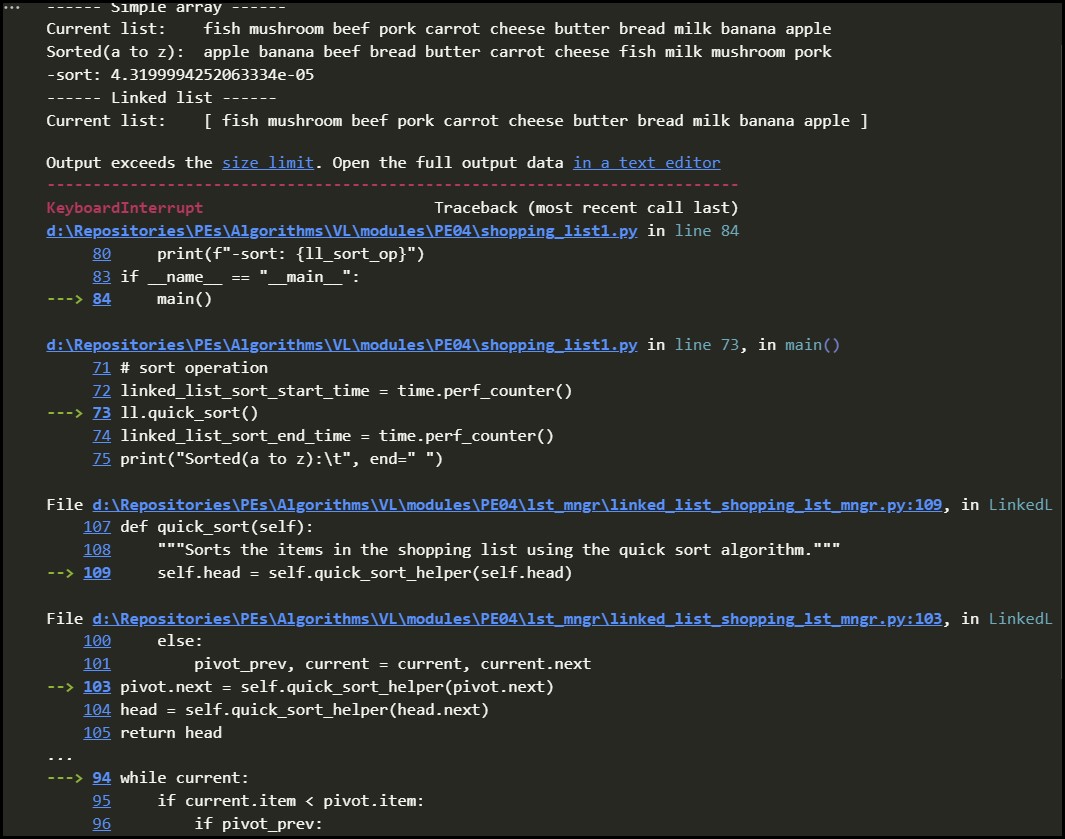 ...
------ Simple array ------
Current list:    fish mushroom beef pork carrot cheese butter bread milk banana apple
Sorted(a to z):  apple banana beef bread butter carrot cheese fish milk mushroom pork
-sort: 4.3199994252063334e-05
------ Linked list ------
Current list:    [ fish mushroom beef pork carrot cheese butter bread milk banana apple ]
Output exceeds the size limit. Open the full output data in a text editor
---------------------------------------------------------------------------
KeyboardInterrupt                         Traceback (most recent call last)
d:\Repositories\PEs\Algorithms\VL\modules\PE04\shopping_list1.py in line 84
     80     print(f"-sort: {ll_sort_op}")
     83 if __name__ == "__main__":
---> 84     main()
d:\Repositories\PEs\Algorithms\VL\modules\PE04\shopping_list1.py in line 73, in main()
     71 # sort operation
     72 linked_list_sort_start_time = time.perf_counter()
---> 73 ll.quick_sort()
     74 linked_list_sort_end_time = time.perf_counter()
     75 print("Sorted(a to z):\t", end=" ")
File d:\Repositories\PEs\Algorithms\VL\modules\PE04\lst_mngr\linked_list_shopping_lst_mngr.py:109, in LinkedL
    107 def quick_sort(self):
    108     """Sorts the items in the shopping list using the quick sort algorithm."""
--> 109     self.head = self.quick_sort_helper(self.head)
File d:\Repositories\PEs\Algorithms\VL\modules\PE04\lst_mngr\linked_list_shopping_lst_mngr.py:103, in LinkedL
    100     else:
    101         pivot_prev, current = current, current.next
--> 103 pivot.next = self.quick_sort_helper(pivot.next)
    104 head = self.quick_sort_helper(head.next)
    105 return head
...
---> 94 while current:
     95     if current.item < pivot.item:
     96         if pivot_prev: